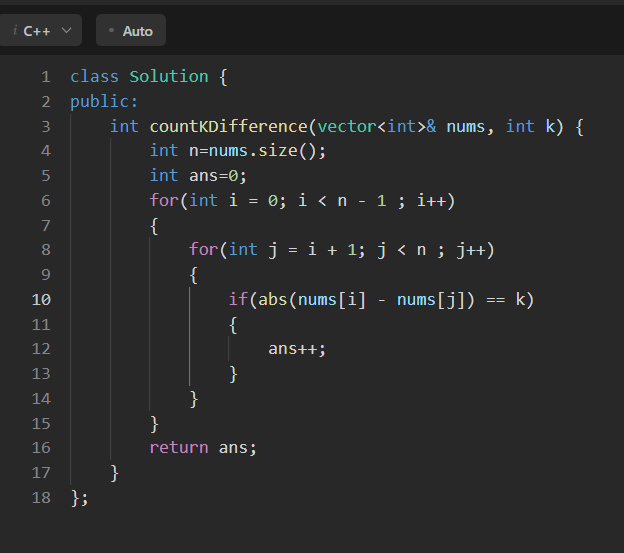 i C++ Auto
1 class Solution {
2 public:
3     int countKDifference(vector<int>& nums, int k) {
4         int n=nums.size();
5         int ans=0;
6         for(int i = 0; i < n - 1 ; i++)
7         {
8             for(int j = i + 1; j < n ; j++)
9             {
10                 if(abs(nums[i] - nums[j]) == k)
11                 {
12                     ans++;
13                 }
14             }
15         }
16         return ans;
17     }
18 };